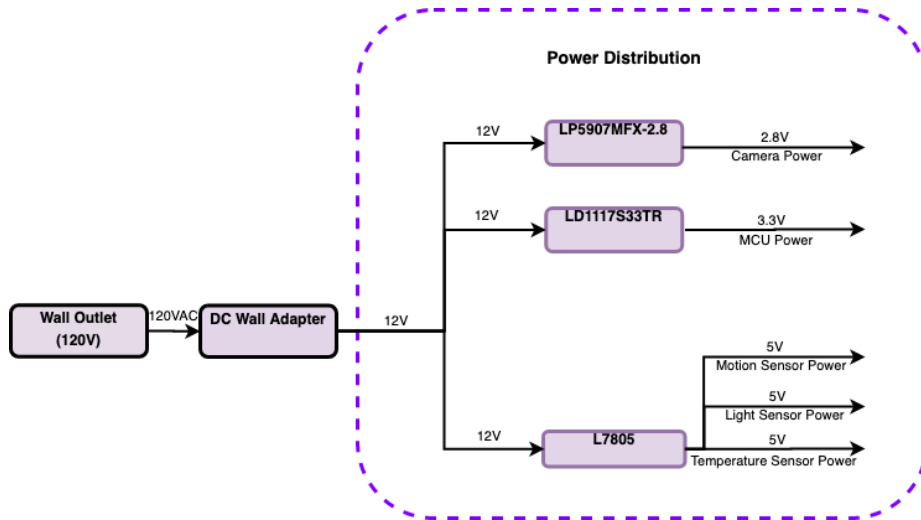 Power Distribution
12V
LP5907MFX-2.8
2.8V
Camera Power
12V
LD1117S33TR
3.3V
MCU Power
Wall Outlet
(120V)
120VAC
DC Wall Adapter
12V
5V
Motion Sensor Power
5V
Light Sensor Power
12V
L7805
5V
Temperature Sensor Power